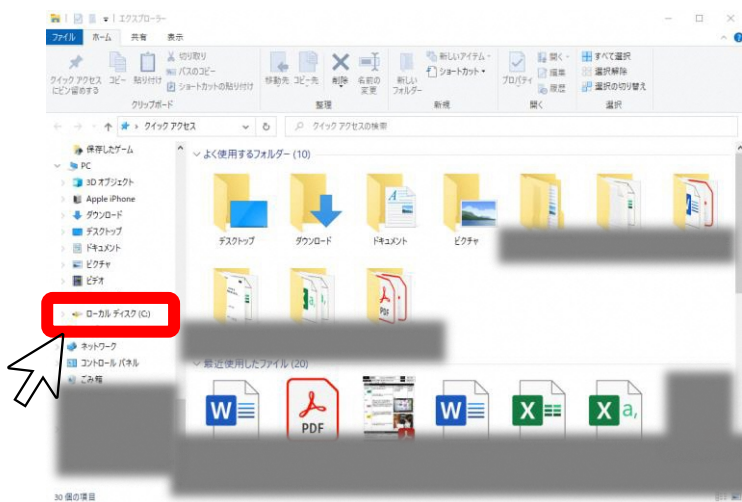 エクスプローラー
ファイル ホーム 共有 表示
クイック アクセスにピン留めする
コピー
貼り付け
切り取り
パスのコピー
ショートカットの貼り付け
クリップボード
移動先
コピー先
削除
名前の変更
整理
新しいフォルダー
新しいアイテム
ショートカット
新規
プロパティ
開く
編集
履歴
開く
すべて選択
選択解除
選択の切り替え
選択
クイック アクセス
クイック アクセスの検索
保存したゲーム
PC
3D オブジェクト
Apple iPhone
ダウンロード
デスクトップ
ドキュメント
ピクチャ
ビデオ
ローカル ディスク (C:)
ネットワーク
コントロール パネル
ごみ箱
よく使用するフォルダー (10)
デスクトップ ダウンロード ドキュメント ピクチャ
PDF
最近使用したファイル (20)
W PDF W X X a,
30 個の項目